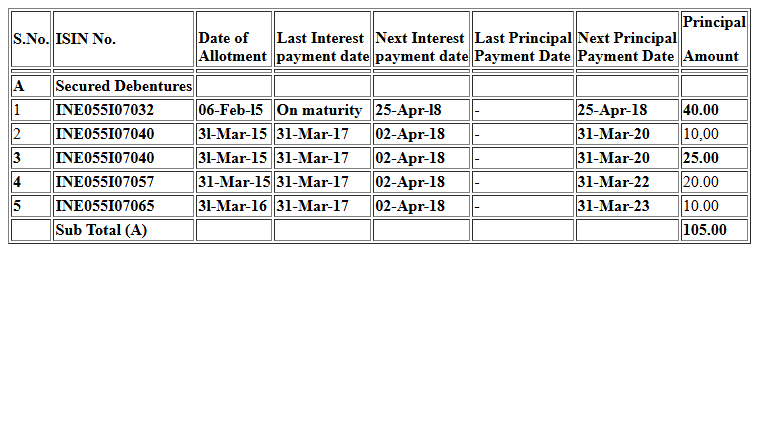 S.No. ISIN No. Date of Allotment Last Interest payment date Next Interest payment date Last Principal Payment Date Next Principal Payment Date Principal Amount
A Secured Debentures
1 INE055I07032 06-Feb-l5 On maturity 25-Apr-l8 - 25-Apr-18 40.00
2 INE055I07040 3l-Mar-15 31-Mar-17 02-Apr-18 - 31-Mar-20 10,00
3 INE055I07040 3l-Mar-15 31-Mar-17 02-Apr-18 - 31-Mar-20 25.00
4 INE055I07057 31-Mar-15 31-Mar-17 02-Apr-18 - 31-Mar-22 20.00
5 INE055I07065 3l-Mar-16 31-Mar-17 02-Apr-18 - 31-Mar-23 10.00
Sub Total (A) 105.00